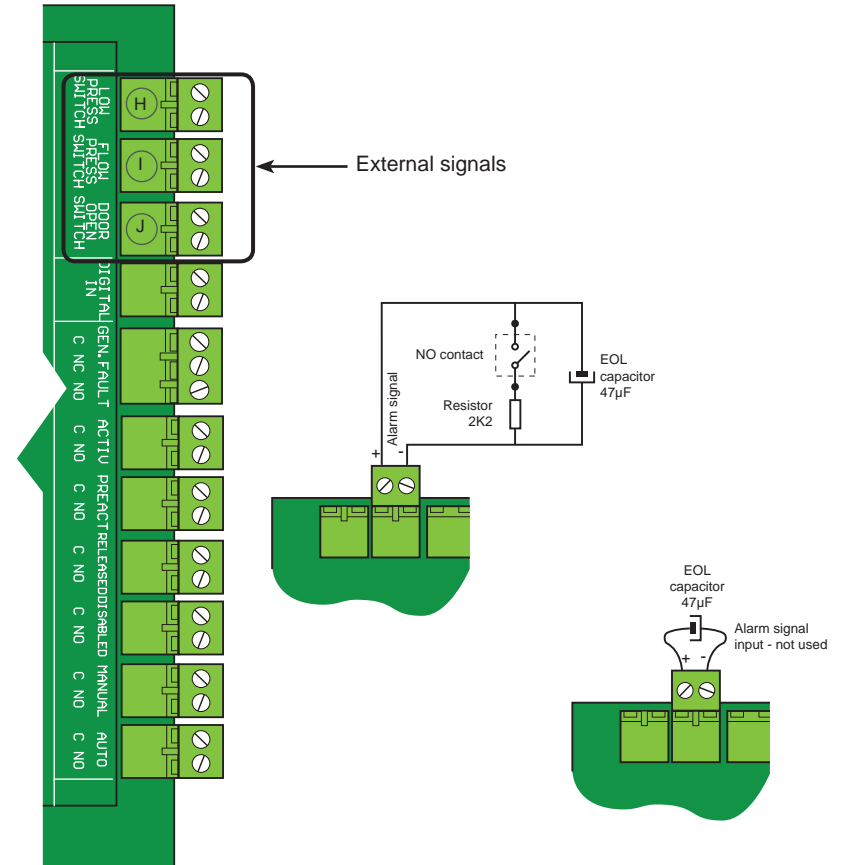 LOW
PRESS
SWITCH
H
FLOW
PRESS
SWITCH
I
External signals
DOOR
OPEN
SWITCH
J
DIGITAL
IN
GEN.FAULT
C NC NO
ACTIV
C NO
PREACT
C NO
RELEASED
C NO
DISABLED
C NO
MANUAL
C NO
AUTO
C NO
NO contact
EOL
capacitor
47µF
Resistor
2K2
Alarm signal
+ -
EOL
capacitor
47µF
Alarm signal
input - not used
+ -